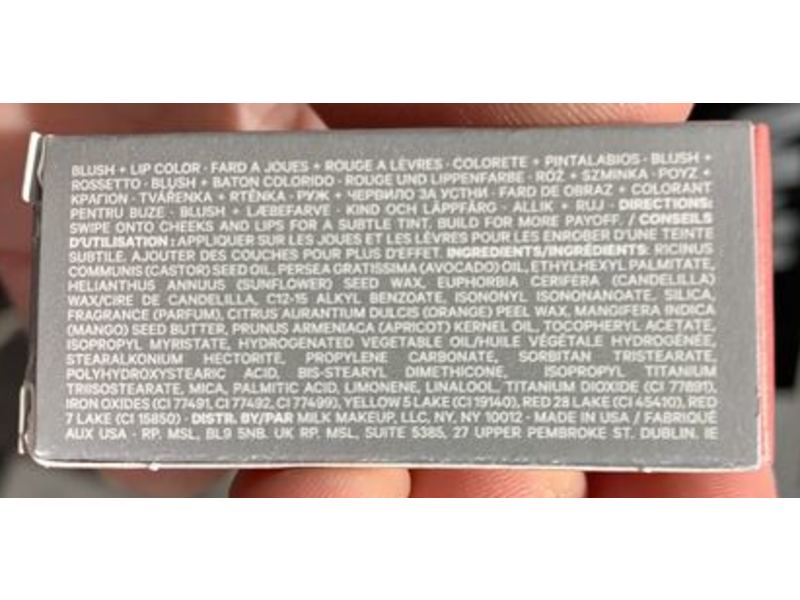 BLUSH + LIP COLOR · FARD A JOUES + ROUGE A LÈVRES · COLORETE + PINTALABIOS · BLUSH +
ROSSETTO · BLUSH + BATON COLORIDO · ROUGE UND LIPPENFARBE · RÓŻ + SZMINKA · РОУZ +
КРАГІОN · TVÁŘENKA + RTĚNKA · РУЖ + ЧЕРВИЛО ЗА УСТНИ · FARD DE OBRAZ + COLORANT
PENTRU BUZE · BLUSH + LÆBEFARVE · KIND OCH LÄPPFÄRG · ALLIK + RUJ · DIRECTIONS:
SWIPE ONTO CHEEKS AND LIPS FOR A SUBTLE TINT. BUILD FOR MORE PAYOFF. / CONSEILS
D'UTILISATION : APPLIQUER SUR LES JOUES ET LES LÈVRES POUR LES ENROBER D'UNE TEINTE
SUBTILE. AJOUTER DES COUCHES POUR PLUS D'EFFET. INGREDIENTS/INGRÉDIENTS: RICINUS
COMMUNIS (CASTOR) SEED OIL, PERSEA GRATISSIMA (AVOCADO) OIL, ETHYLHEXYL PALMITATE,
HELIANTHUS ANNUUS (SUNFLOWER) SEED WAX, EUPHORBIA CERIFERA (CANDELILLA)
WAX/CIRE DE CANDELILLA, C12-15 ALKYL BENZOATE, ISONONYL ISONONANOATE, SILICA,
FRAGRANCE (PARFUM), CITRUS AURANTIUM DULCIS (ORANGE) PEEL WAX, MANGIFERA INDICA
(MANGO) SEED BUTTER, PRUNUS ARMENIACA (APRICOT) KERNEL OIL, TOCOPHERYL ACETATE,
ISOPROPYL MYRISTATE, HYDROGENATED VEGETABLE OIL/HUILE VÉGÉTALE HYDROGÉNÉE,
STEARALKONIUM HECTORITE, PROPYLENE CARBONATE, SORBITAN TRISTEARATE,
POLYHYDROXYSTEARIC ACID, BIS-STEARYL DIMETHICONE, ISOPROPYL TITANIUM
TRIISOSTEARATE, MICA, PALMITIC ACID, LIMONENE, LINALOOL, TITANIUM DIOXIDE (CI 77891),
IRON OXIDES (CI 77491, CI 77492, CI 77499), YELLOW 5 LAKE (CI 19140), RED 28 LAKE (CI 45410), RED
7 LAKE (CI 15850) · DISTR. BY/PAR MILK MAKEUP, LLC, NY, NY 10012 · MADE IN USA / FABRIQUÉ
AUX USA · RP. MSL, BL9 5NB. UK RP. MSL, SUITE 5385, 27 UPPER PEMBROKE ST. DUBLIN. IE